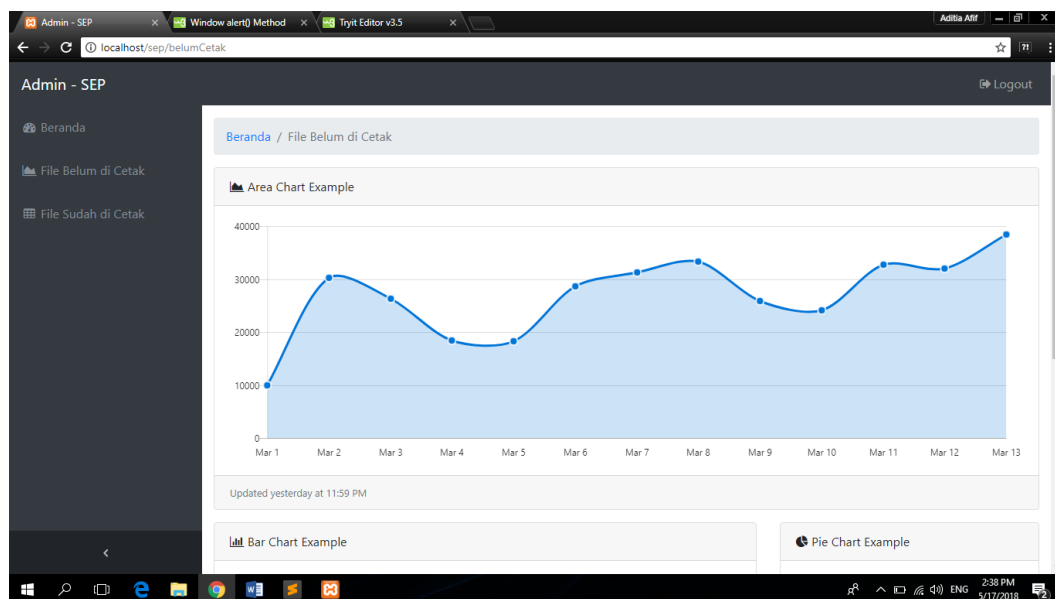 Admin - SEP
Window alert() Method
Tryit Editor v3.5
Aditia Afif
localhost/sep/belumCetak
Admin - SEP
Logout
Beranda
File Belum di Cetak
File Sudah di Cetak
Beranda / File Belum di Cetak
Area Chart Example
40000
30000
20000
10000
0
Mar 1 Mar 2 Mar 3 Mar 4 Mar 5 Mar 6 Mar 7 Mar 8 Mar 9 Mar 10 Mar 11 Mar 12 Mar 13
Updated yesterday at 11:59 PM
Bar Chart Example
Pie Chart Example
ENG
2:38 PM
5/17/2018
2